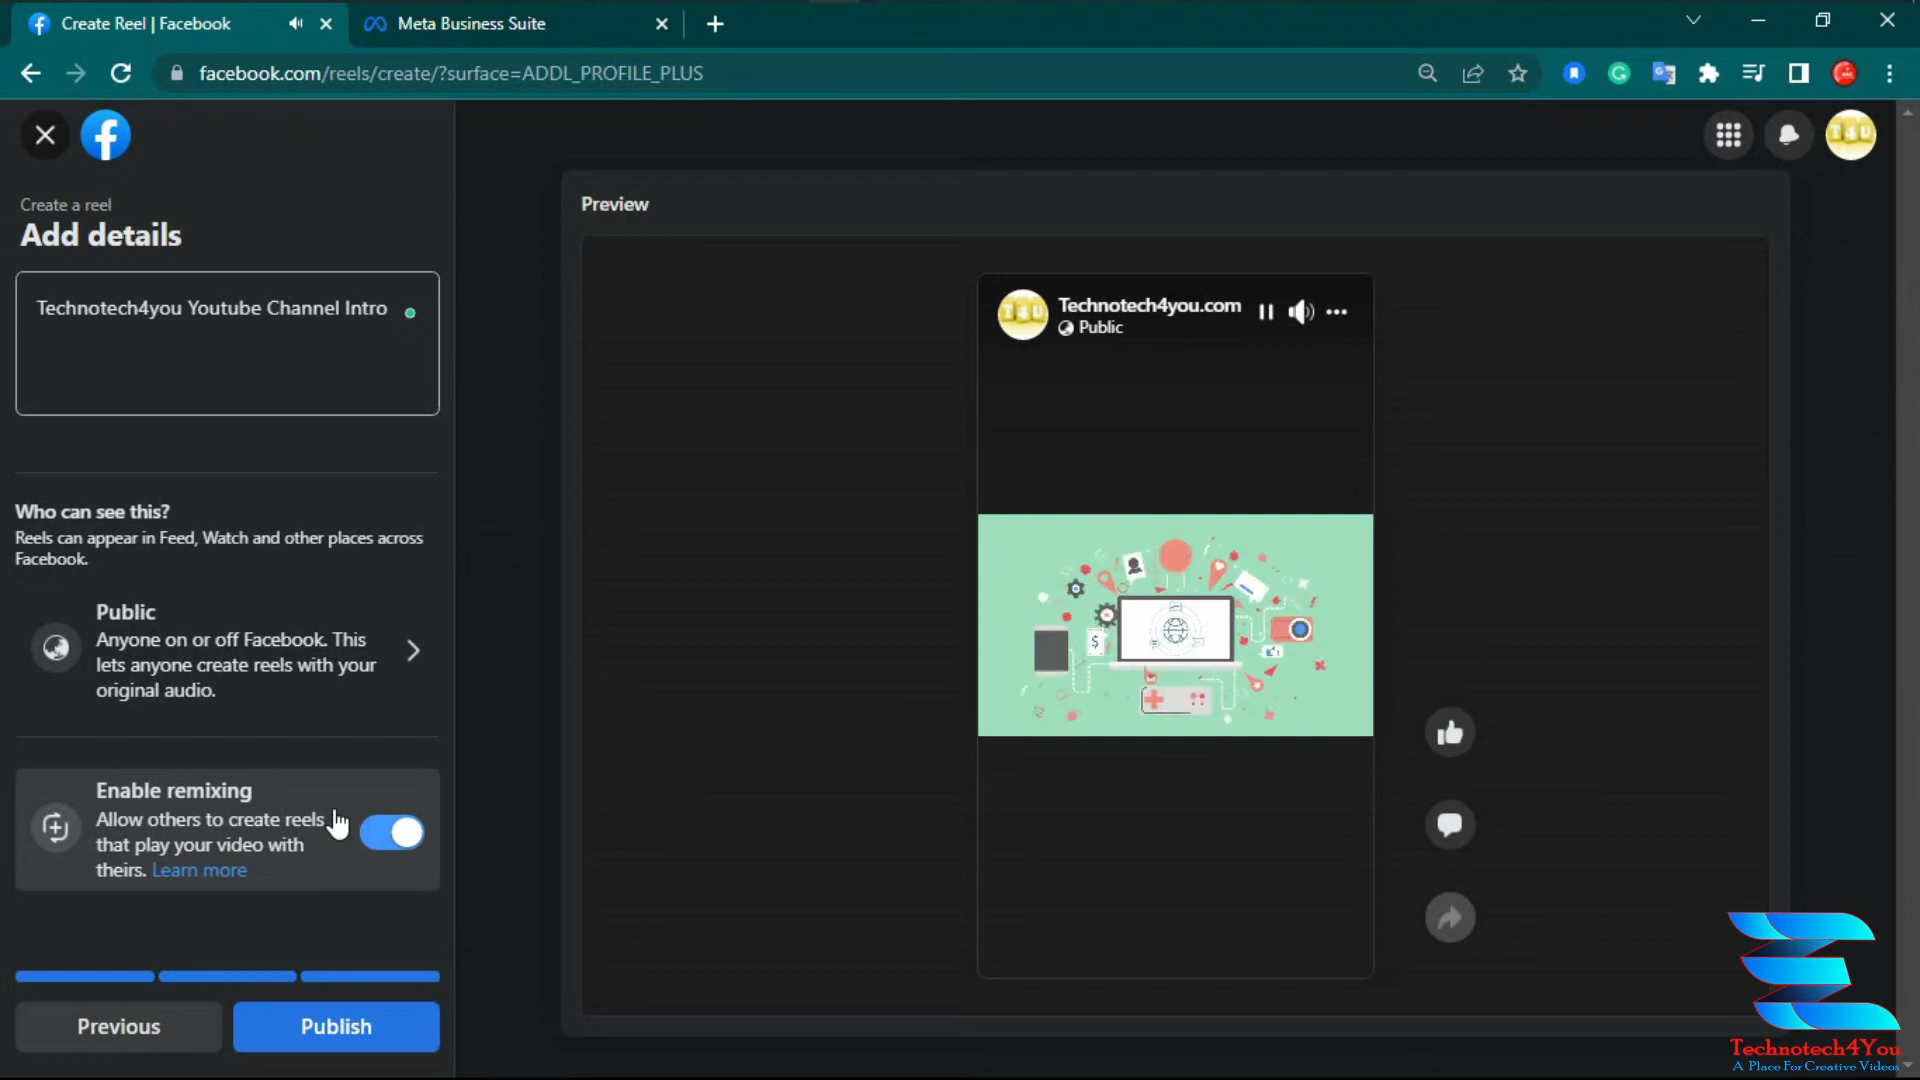 Create Reel | Facebook
Meta Business Suite
facebook.com/reels/create/?surface=ADDL_PROFILE_PLUS
Create a reel
Add details
Technotech4you Youtube Channel Intro
Who can see this?
Reels can appear in Feed, Watch and other places across
Facebook.
Public
Anyone on or off Facebook. This
lets anyone create reels with your
original audio.
Enable remixing
Allow others to create reels
that play your video with
theirs. Learn more
Previous
Publish
Preview
T4U
Technotech4you.com
Public
T4U
Technotech4You
A Place For Creative Videos